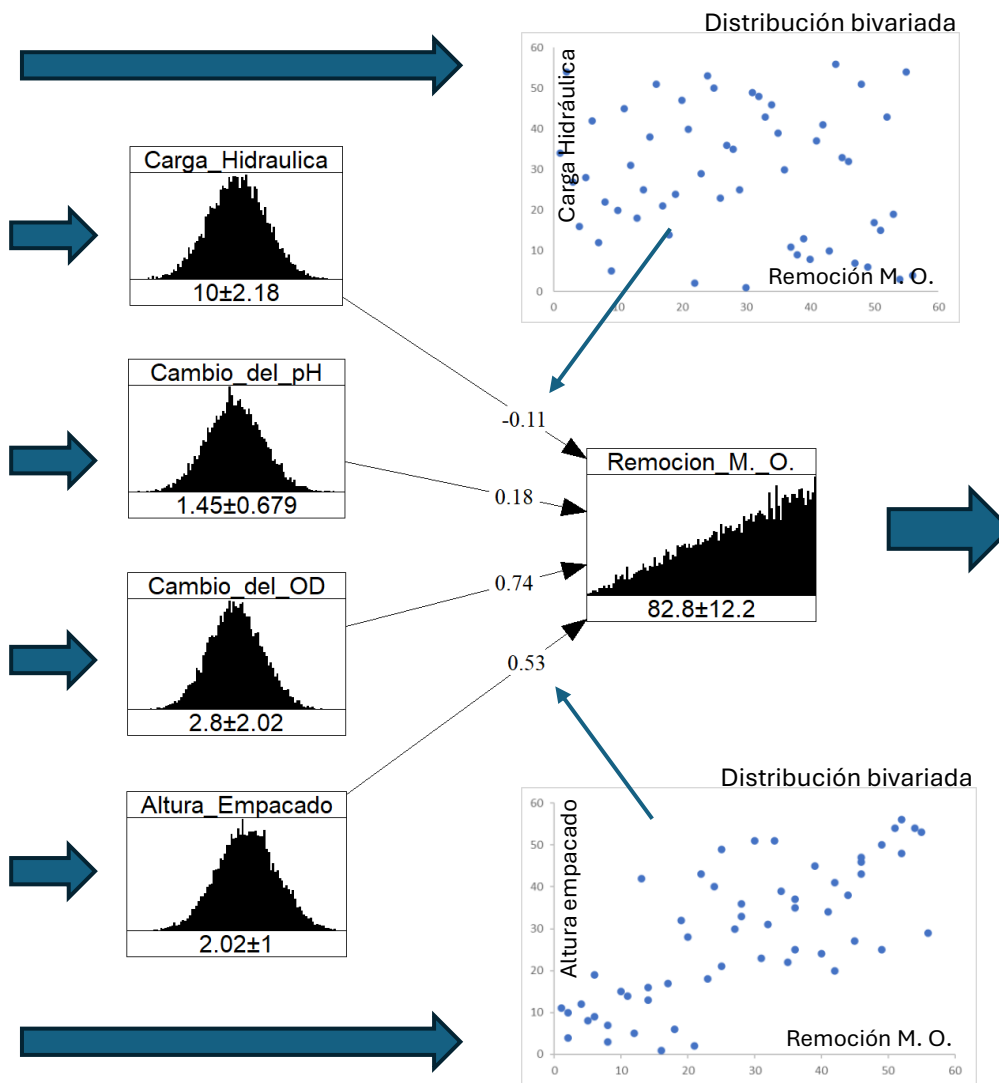 Distribución bivariada
Carga Hidráulica
60
50
40
30
20
10
0
0 10 20 30 40 50 60
Remoción M. O.
Carga_Hidraulica
10±2.18
Cambio_del_pH
1.45±0.679
Cambio_del_OD
2.8±2.02
Altura_Empacado
2.02±1
-0.11
0.18
0.74
0.53
Remocion_M._O.
82.8±12.2
Distribución bivariada
Altura empacado
60
50
40
30
20
10
0
0 10 20 30 40 50 60
Remoción M. O.